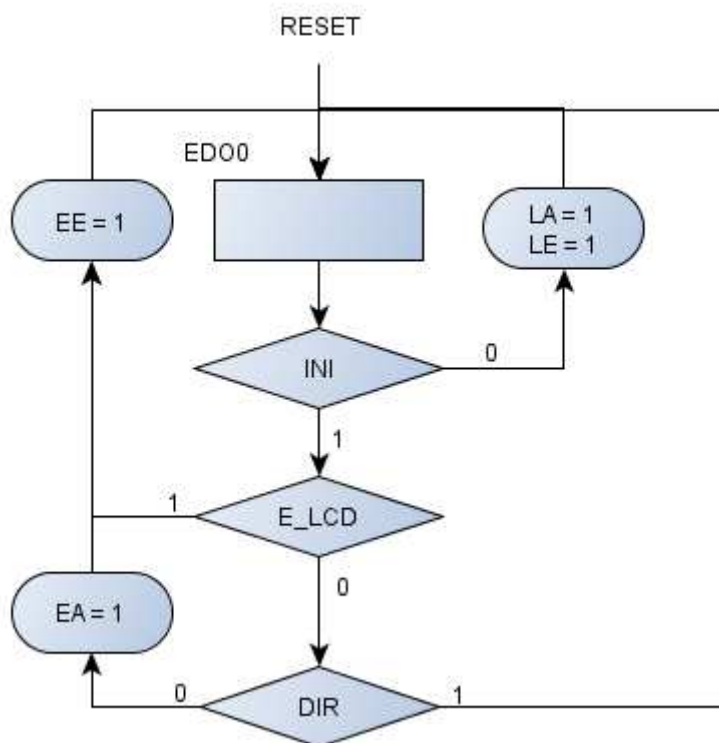 RESET
EDO0
EE = 1
LA = 1
LE = 1
INI
0
1
E_LCD
1
0
EA = 1
DIR
0
1